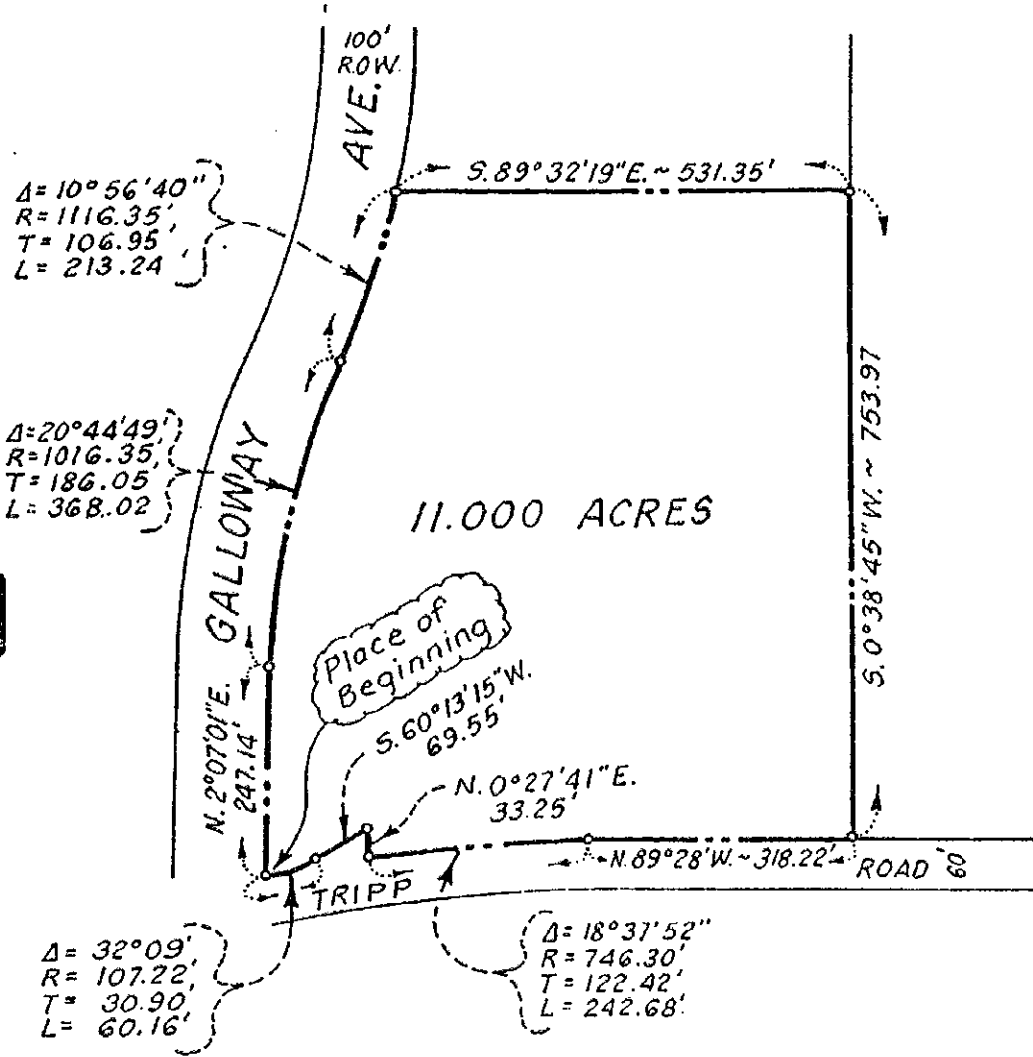 100'
R.O.W.
AVE.
S.89°32'19"E. ~ 531.35'
Δ= 10°56'40"
R= 1116.35'
T= 106.95'
L= 213.24'
Δ=20°44'49"
R=1016.35'
T= 186.05'
L= 368.02'
GALLOWAY
11.000 ACRES
S. 0°38'45"W. ~ 753.97
Place of
Beginning
N. 2°07'01"E.
247.14'
S.60°13'15"W.
69.55'
N. 0°27'41"E.
33.25'
N.89°28'W. ~ 318.22'
TRIPP
ROAD
60'
Δ= 32°09'
R= 107.22'
T= 30.90'
L= 60.16'
Δ= 18°37'52"
R= 746.30'
T= 122.42'
L= 242.68'